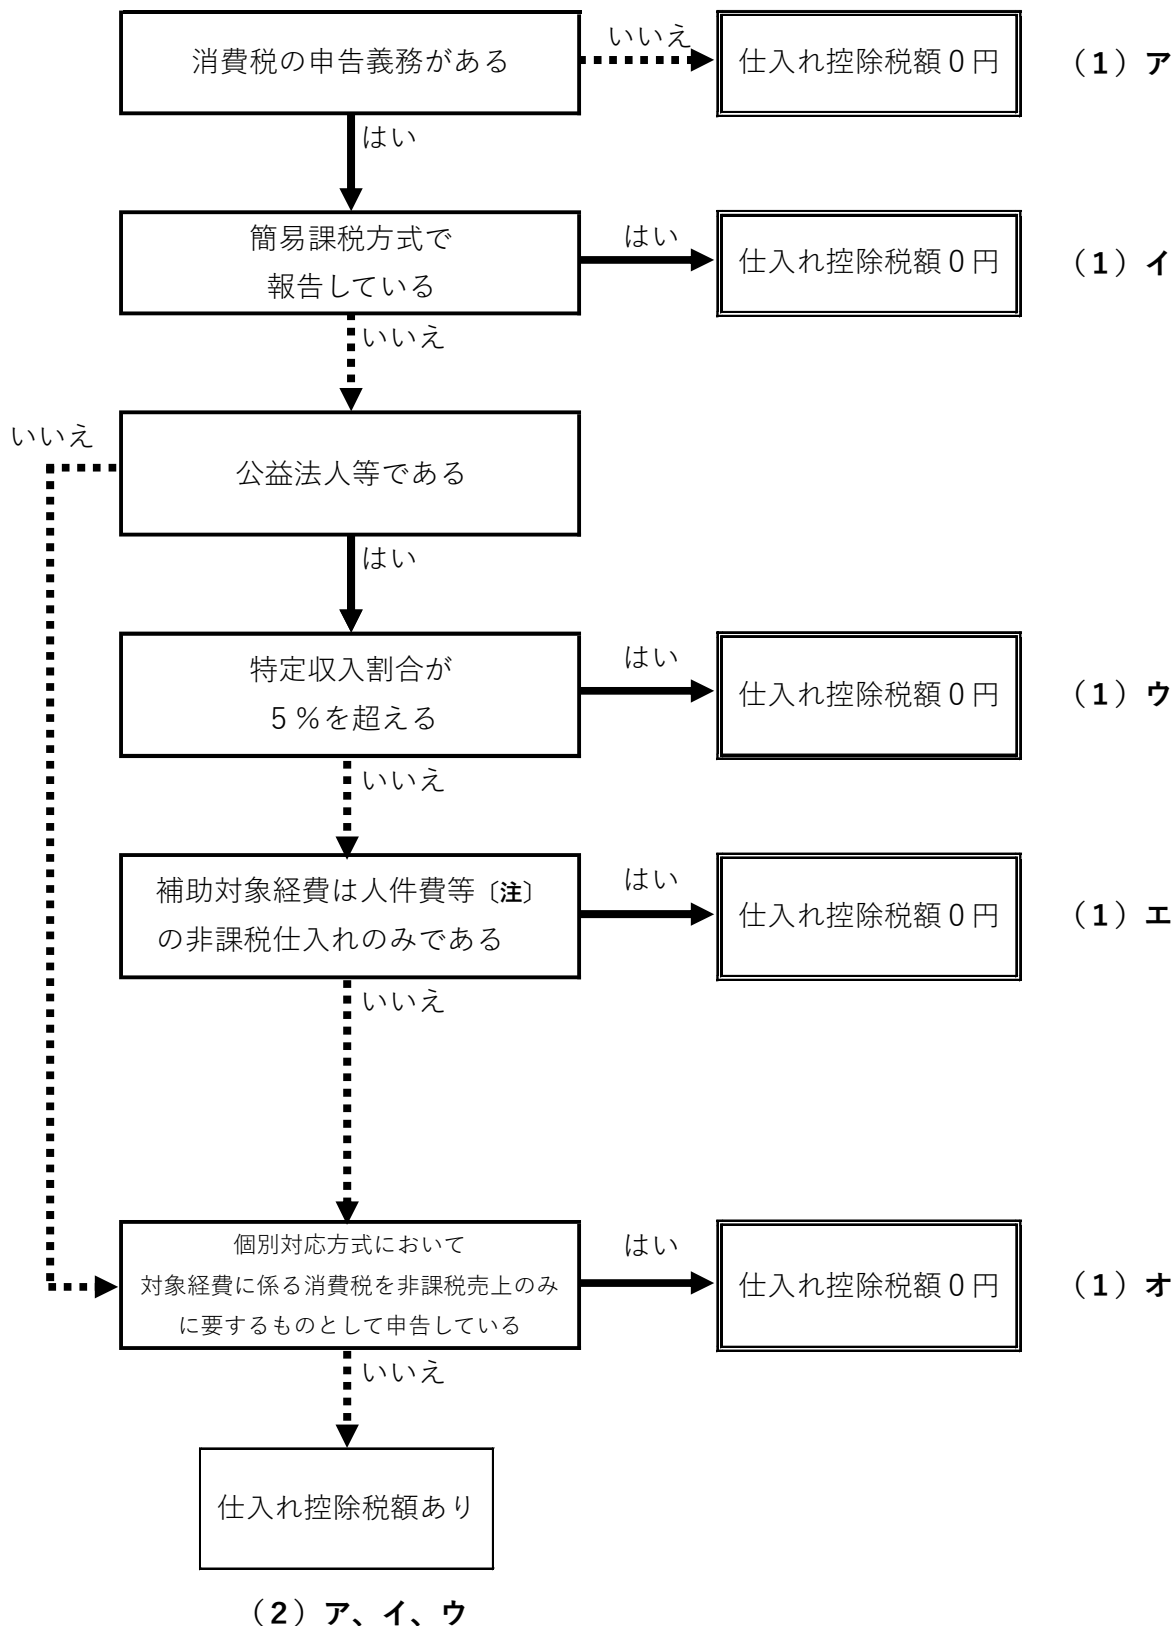 消費税の申告義務がある
いいえ
仕入れ控除税額０円
（１）ア
はい
簡易課税方式で
報告している
はい
仕入れ控除税額０円
（１）イ
いいえ
いいえ
公益法人等である
はい
特定収入割合が
５％を超える
はい
仕入れ控除税額０円
（１）ウ
いいえ
補助対象経費は人件費等〔注〕
の非課税仕入れのみである
はい
仕入れ控除税額０円
（１）エ
いいえ
個別対応方式において
対象経費に係る消費税を非課税売上のみ
に要するものとして申告している
はい
仕入れ控除税額０円
（１）オ
いいえ
仕入れ控除税額あり
（２）ア、イ、ウ